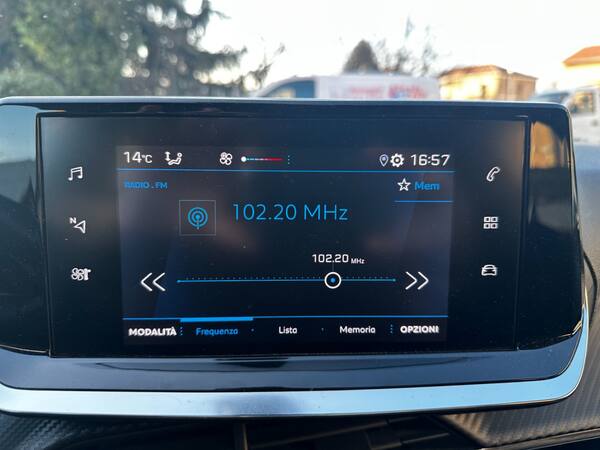 14°C 16:57
RADIO . FM
Mem
102.20 MHz
N
102.20 MHz
MODALITÀ Frequenza Lista Memoria OPZIONI